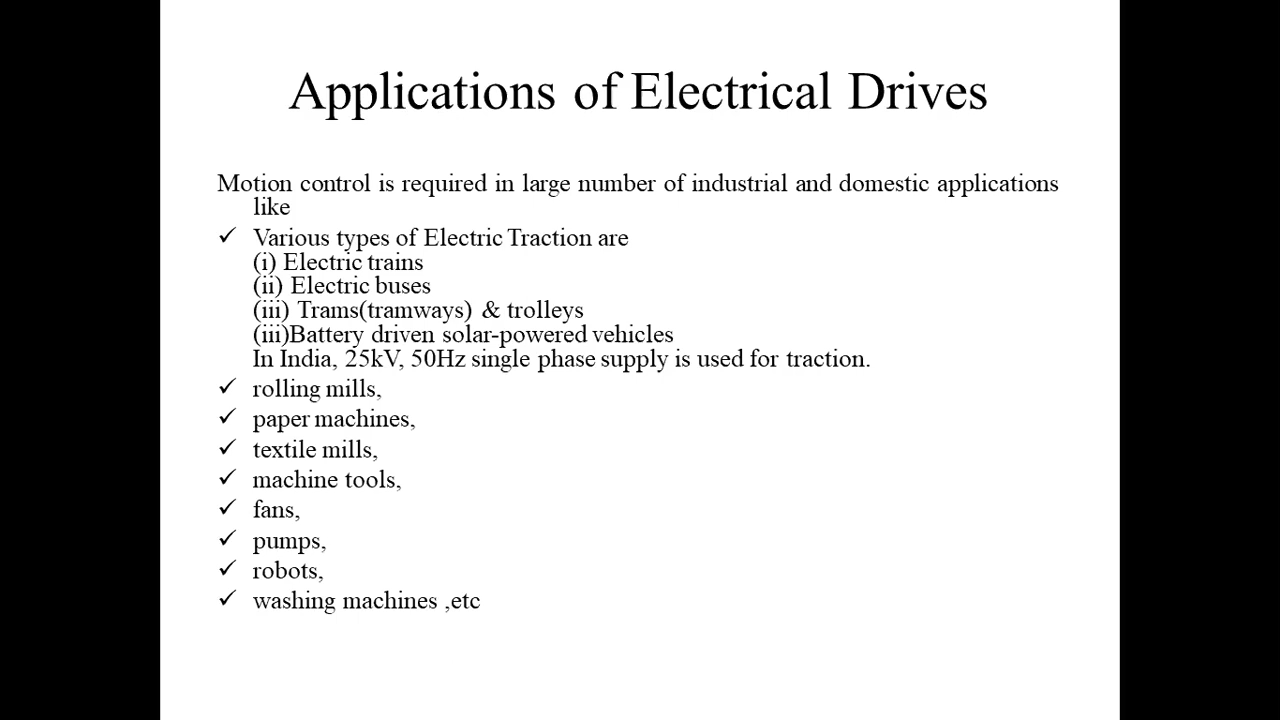 Applications of Electrical Drives
Motion control is required in large number of industrial and domestic applications
like
✓ Various types of Electric Traction are
(i) Electric trains
(ii) Electric buses
(iii) Trams(tramways) & trolleys
(iii)Battery driven solar-powered vehicles
In India, 25kV, 50Hz single phase supply is used for traction.
✓ rolling mills,
✓ paper machines,
✓ textile mills,
✓ machine tools,
✓ fans,
✓ pumps,
✓ robots,
✓ washing machines ,etc